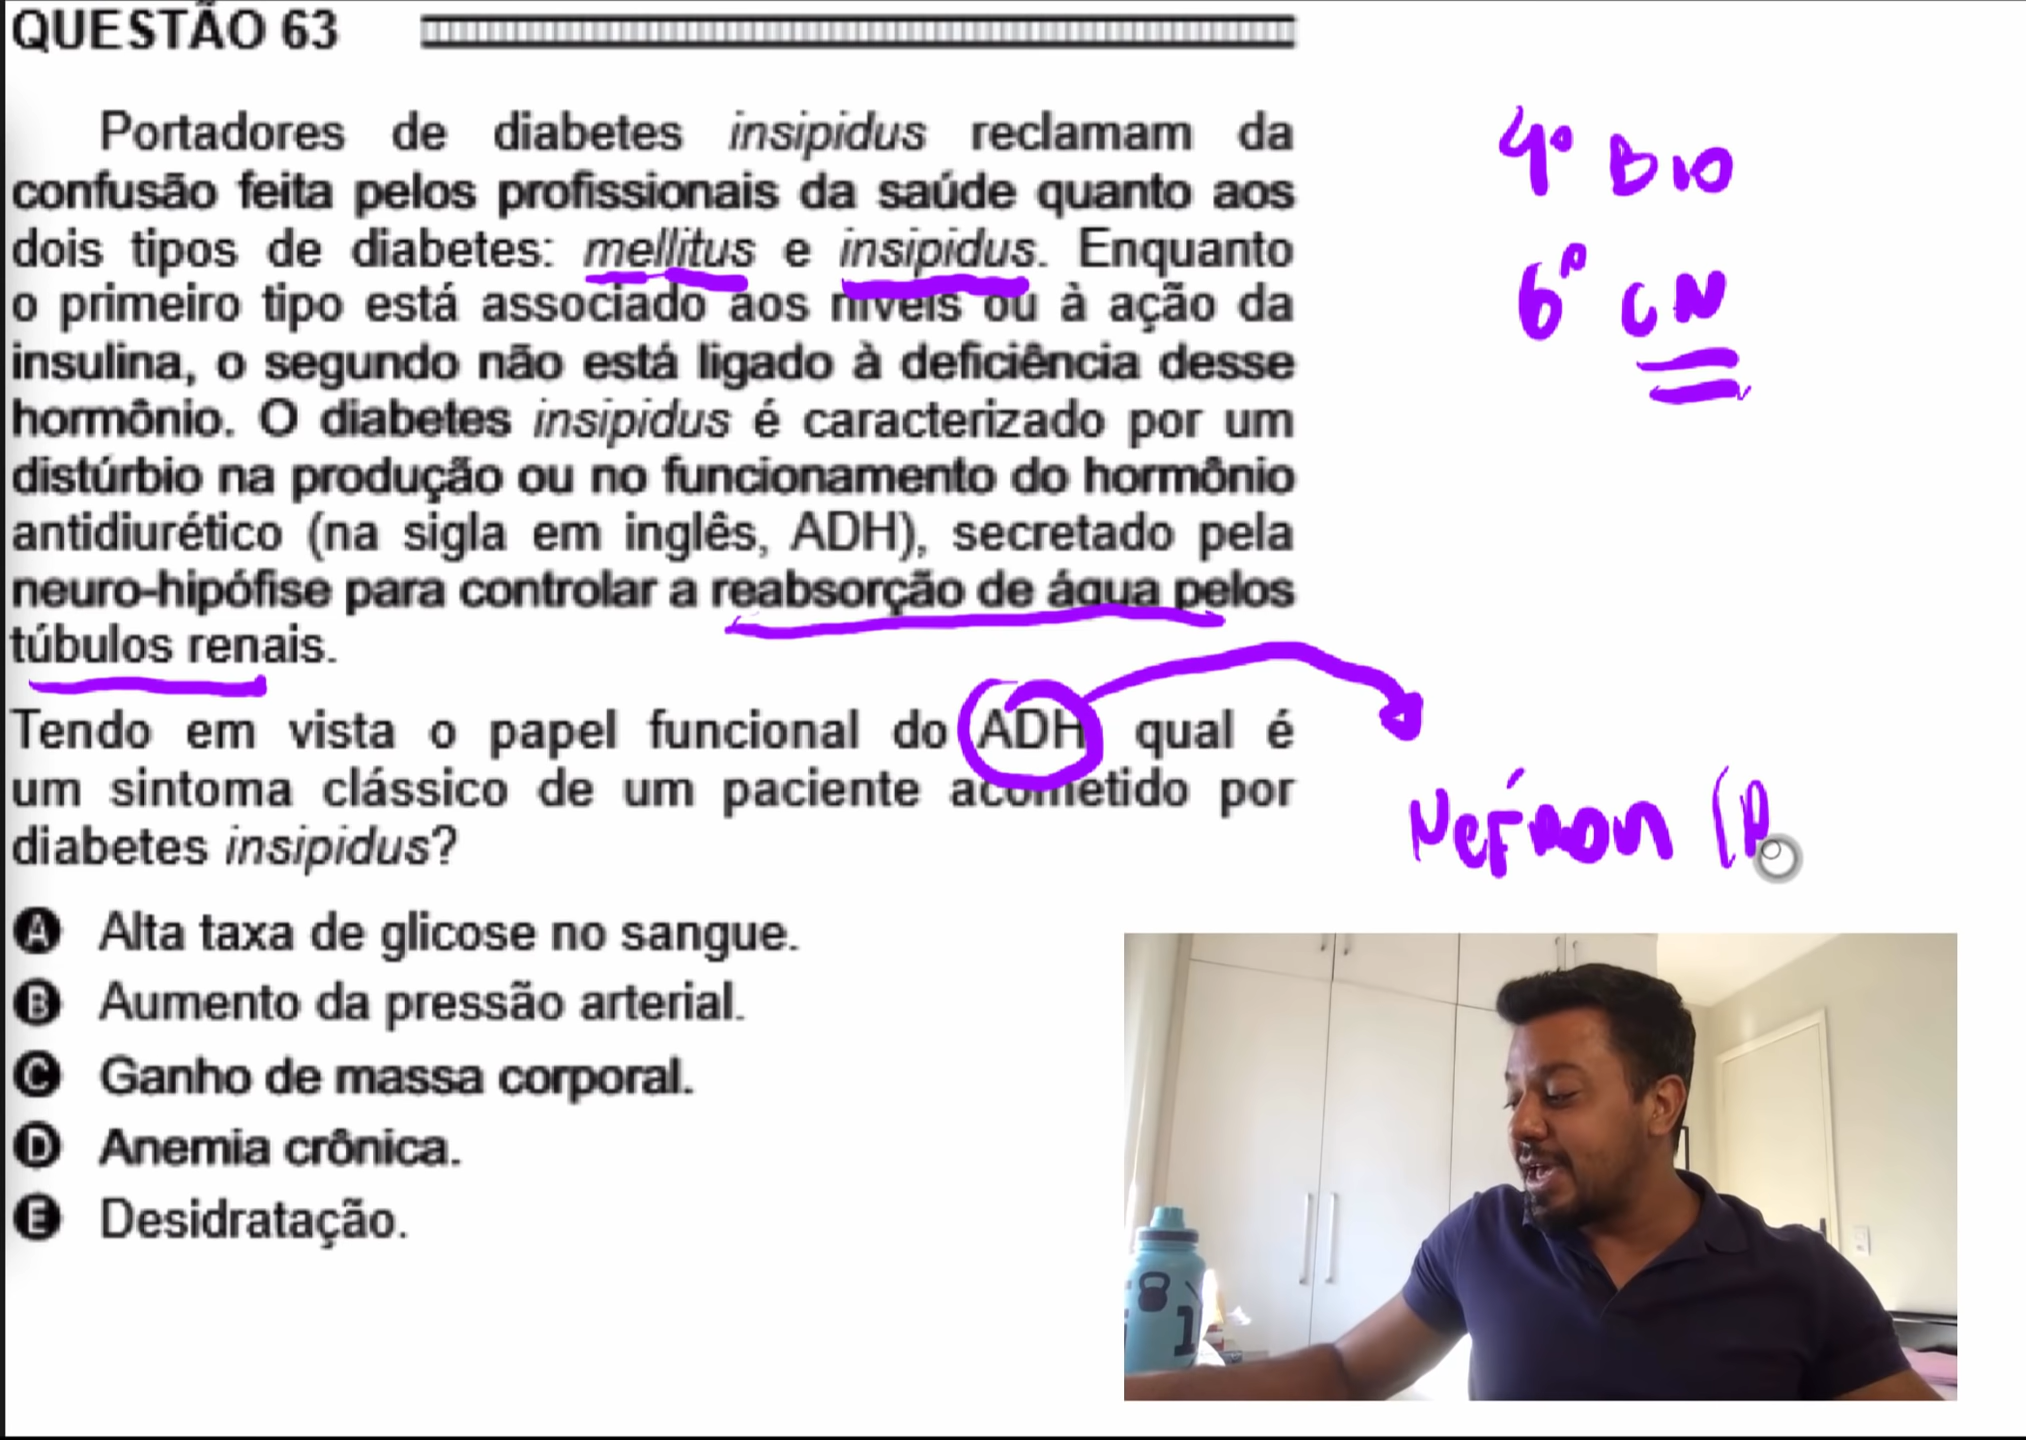 QUESTÃO 63
Portadores de diabetes insipidus reclamam da
confusão feita pelos profissionais da saúde quanto aos
dois tipos de diabetes: mellitus e insipidus. Enquanto
o primeiro tipo está associado aos níveis ou à ação da
insulina, o segundo não está ligado à deficiência desse
hormônio. O diabetes insipidus é caracterizado por um
distúrbio na produção ou no funcionamento do hormônio
antidiurético (na sigla em inglês, ADH), secretado pela
neuro-hipófise para controlar a reabsorção de água pelos
túbulos renais.
Tendo em vista o papel funcional do ADH qual é
um sintoma clássico de um paciente acometido por
diabetes insipidus?
A Alta taxa de glicose no sangue.
B Aumento da pressão arterial.
C Ganho de massa corporal.
D Anemia crônica.
E Desidratação.
4º BIO
6º CN
Néfron (
1